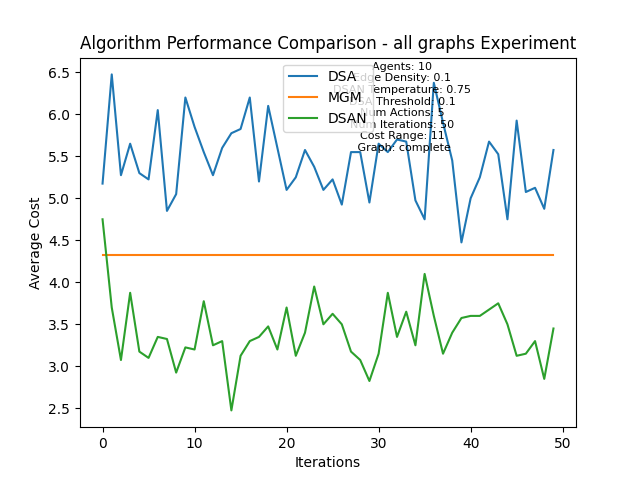 Algorithm Performance Comparison - all graphs Experiment
Agents: 10
Edge Density: 0.1
DSAN Temperature: 0.75
DSA Threshold: 0.1
Num Actions: 5
Num Iterations: 50
Cost Range: 11
Graph: complete
DSA
MGM
DSAN
Average Cost
6.5
6.0
5.5
5.0
4.5
4.0
3.5
3.0
2.5
0
10
20
30
40
50
Iterations